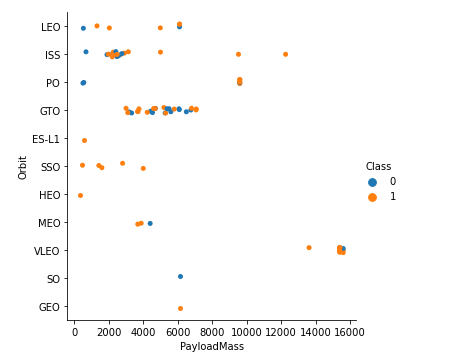 LEO
ISS
PO
GTO
ES-L1
SSO
HEO
MEO
VLEO
SO
GEO
Orbit
Class
0
1
0 2000 4000 6000 8000 10000 12000 14000 16000
PayloadMass